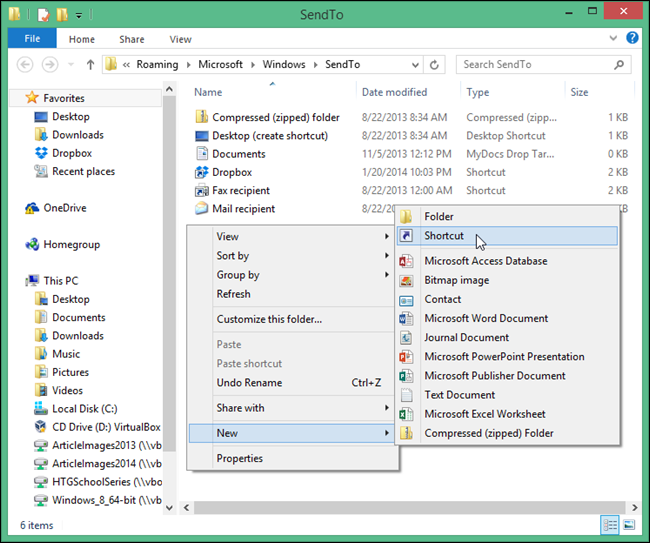 SendTo
File Home Share View
« Roaming ▸ Microsoft ▸ Windows ▸ SendTo Search SendTo
Name Date modified Type Size
Favorites
Desktop
Downloads
Dropbox
Recent places
OneDrive
Homegroup
This PC
Desktop
Documents
Downloads
Music
Pictures
Videos
Local Disk (C:)
CD Drive (D:) VirtualBox
ArticleImages2013 (\\vb
ArticleImages2014 (\\vb
HTGSchoolSeries (\\vbo
Windows_8_64-bit (\\vb
Compressed (zipped) folder 8/22/2013 8:34 AM Compressed (zipp... 1 KB
Desktop (create shortcut) 8/22/2013 8:34 AM Desktop Shortcut 1 KB
Documents 11/5/2013 12:12 PM MyDocs Drop Tar... 0 KB
Dropbox 1/20/2014 10:03 PM Shortcut 2 KB
Fax recipient 8/22/2013 12:00 AM Shortcut 2 KB
Mail recipient 8/22/20
View
Sort by
Group by
Refresh
Customize this folder...
Paste
Paste shortcut
Undo Rename Ctrl+Z
Share with
New
Properties
Folder
Shortcut
Microsoft Access Database
Bitmap image
Contact
Microsoft Word Document
Journal Document
Microsoft PowerPoint Presentation
Microsoft Publisher Document
Text Document
Microsoft Excel Worksheet
Compressed (zipped) Folder
6 items